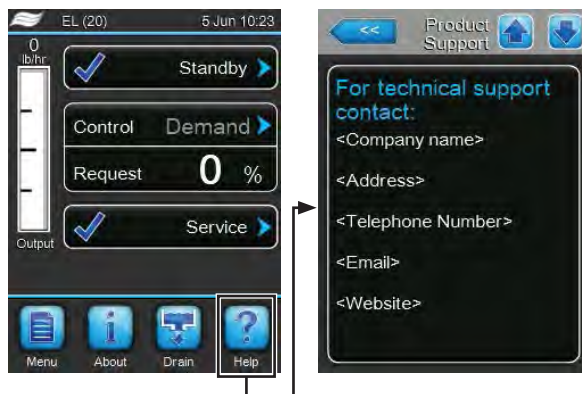 EL (20) 5 Jun 10:23
0
lb/hr
Standby
Control Demand
Request 0 %
Service
Output
Menu About Drain Help
<< Product
Support
For technical support
contact:
<Company name>
<Address>
<Telephone Number>
<Email>
<Website>